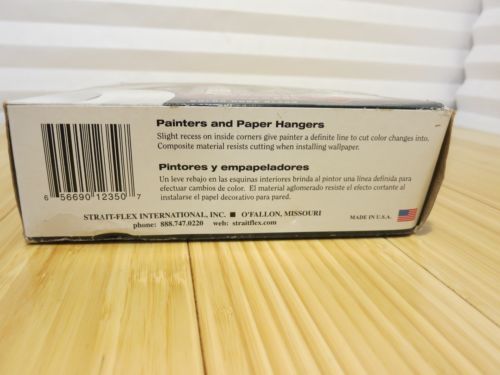 Painters and Paper Hangers
Slight recess on inside corners give painter a definite line to cut color changes into.
Composite material resists cutting when installing wallpaper.
Pintores y empapeladores
Un leve rebajo en las esquinas interiores brinda al pintor una línea definida para
efectuar cambios de color. El material aglomerado resiste el efecto cortante al
instalarse el papel decorativo para pared.
6 56690 12350 7
STRAIT-FLEX INTERNATIONAL, INC. ■ O'FALLON, MISSOURI
phone: 888.747.0220 web: straitflex.com
MADE IN U.S.A.